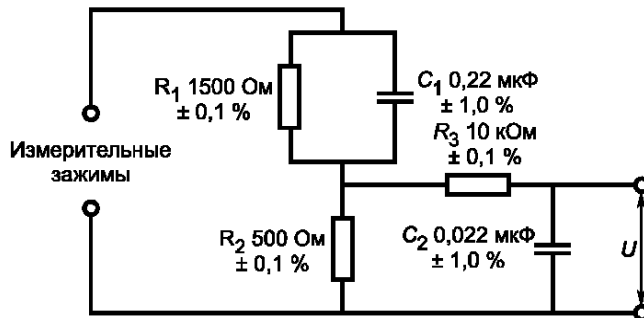 R₁ 1500 Ом
± 0,1 %
C₁ 0,22 мкФ
± 1,0 %
R₃ 10 кОм
± 0,1 %
Измерительные
зажимы
R₂ 500 Ом
± 0,1 %
C₂ 0,022 мкФ
± 1,0 %
U